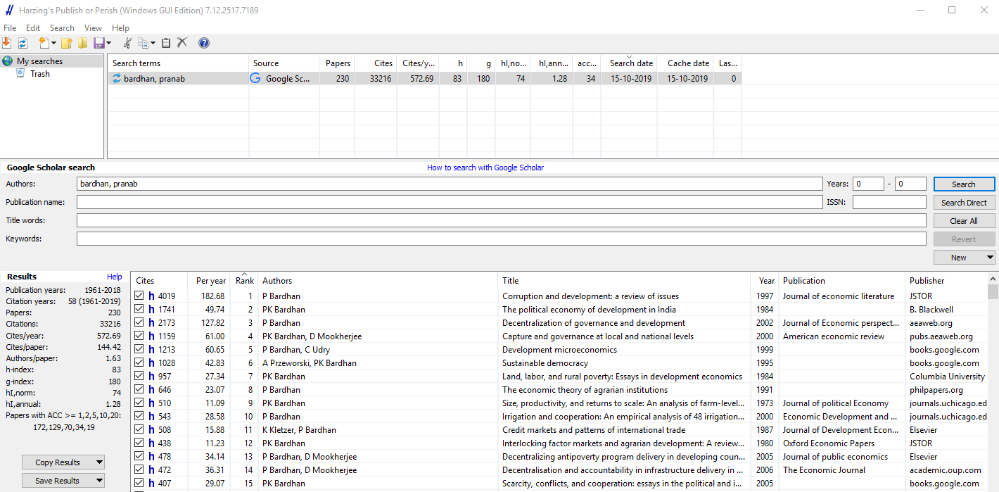 Harzing's Publish or Perish (Windows GUI Edition) 7.12.2517.7189
File Edit Search View Help
My searches
Trash
Search terms Source Papers Cites Cites/y... h g hI,no... hI,ann... acc... Search date Cache date Las...
bardhan, pranab Google Sc... 230 33216 572.69 83 180 74 1.28 34 15-10-2019 15-10-2019 0
Google Scholar search How to search with Google Scholar
Authors: bardhan, pranab Years: 0 - 0 Search
Publication name: ISSN: Search Direct
Title words: Clear All
Keywords: Revert
New
Results Help
Publication years: 1961-2018
Citation years: 58 (1961-2019)
Papers: 230
Citations: 33216
Cites/year: 572.69
Cites/paper: 144.42
Authors/paper: 1.63
h-index: 83
g-index: 180
hI,norm: 74
hI,annual: 1.28
Papers with ACC >= 1,2,5,10,20:
172,129,70,34,19
Copy Results
Save Results
Cites Per year Rank Authors Title Year Publication Publisher
h 4019 182.68 1 P Bardhan Corruption and development: a review of issues 1997 Journal of economic literature JSTOR
h 1741 49.74 2 PK Bardhan The political economy of development in India 1984 B. Blackwell
h 2173 127.82 3 P Bardhan Decentralization of governance and development 2002 Journal of Economic perspect... aeaweb.org
h 1159 61.00 4 PK Bardhan, D Mookherjee Capture and governance at local and national levels 2000 American economic review pubs.aeaweb.org
h 1213 60.65 5 P Bardhan, C Udry Development microeconomics 1999 books.google.com
h 1028 42.83 6 A Przeworski, PK Bardhan Sustainable democracy 1995 books.google.com
h 957 27.34 7 PK Bardhan Land, labor, and rural poverty: Essays in development economics 1984 Columbia University
h 646 23.07 8 P Bardhan The economic theory of agrarian institutions 1991 philpapers.org
h 510 11.09 9 PK Bardhan Size, productivity, and returns to scale: An analysis of farm-level... 1973 Journal of political Economy journals.uchicago.ed
h 543 28.58 10 P Bardhan Irrigation and cooperation: An empirical analysis of 48 irrigation... 2000 Economic Development and ... journals.uchicago.ed
h 508 15.88 11 K Kletzer, P Bardhan Credit markets and patterns of international trade 1987 Journal of Development Econ... Elsevier
h 438 11.23 12 PK Bardhan Interlocking factor markets and agrarian development: A review... 1980 Oxford Economic Papers JSTOR
h 478 34.14 13 P Bardhan, D Mookherjee Decentralizing antipoverty program delivery in developing coun... 2005 Journal of public economics Elsevier
h 472 36.31 14 P Bardhan, D Mookherjee Decentralisation and accountability in infrastructure delivery in ... 2006 The Economic Journal academic.oup.com
h 407 29.07 15 PK Bardhan Scarcity, conflicts, and cooperation: essays in the political and i... 2005 books.google.com